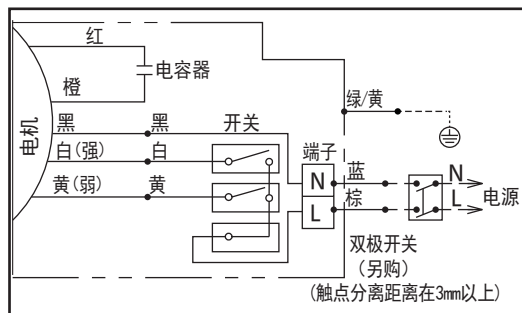 红
电容器
橙
电机
黑 黑 开关
白(强) 白
黄(弱) 黄
绿/黄
端子
N 蓝 N
L 棕 L
电源
双极开关
(另购)
(触点分离距离在3mm以上)